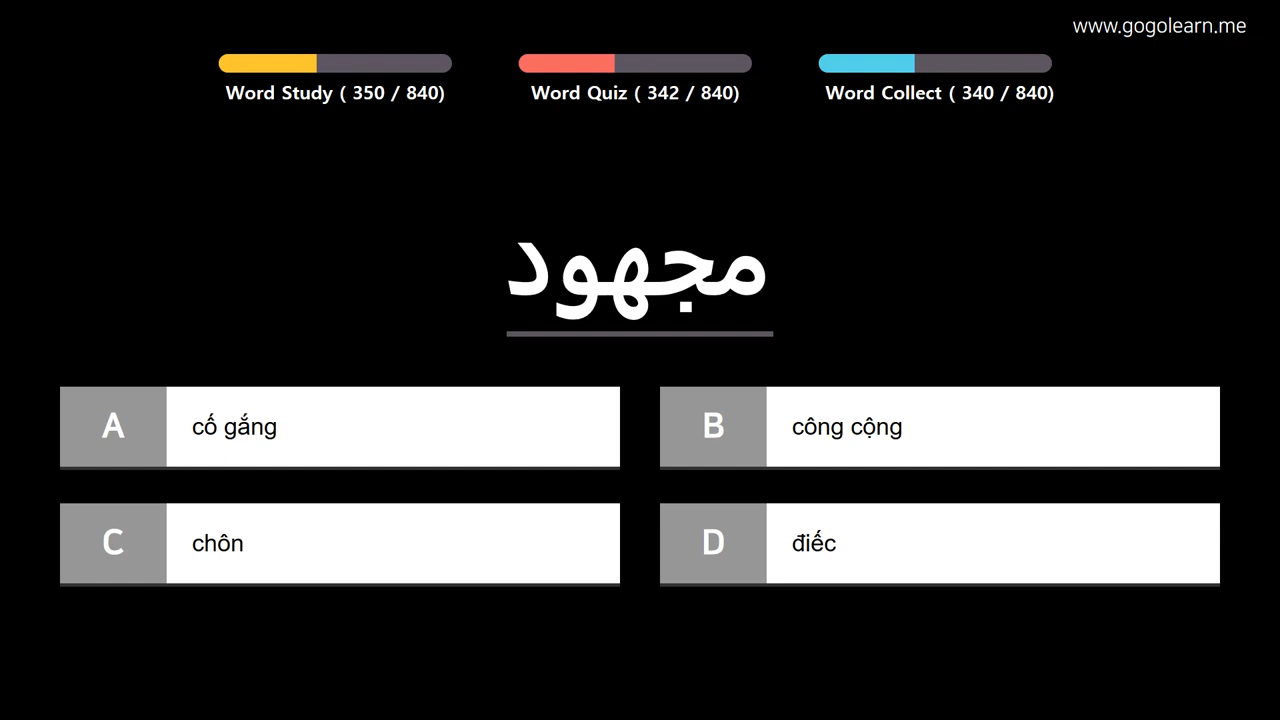 www.gogolearn.me
Word Study ( 350 / 840)
Word Quiz ( 342 / 840)
Word Collect ( 340 / 840)
مجهود
A
cố gắng
B
công cộng
C
chôn
D
điếc